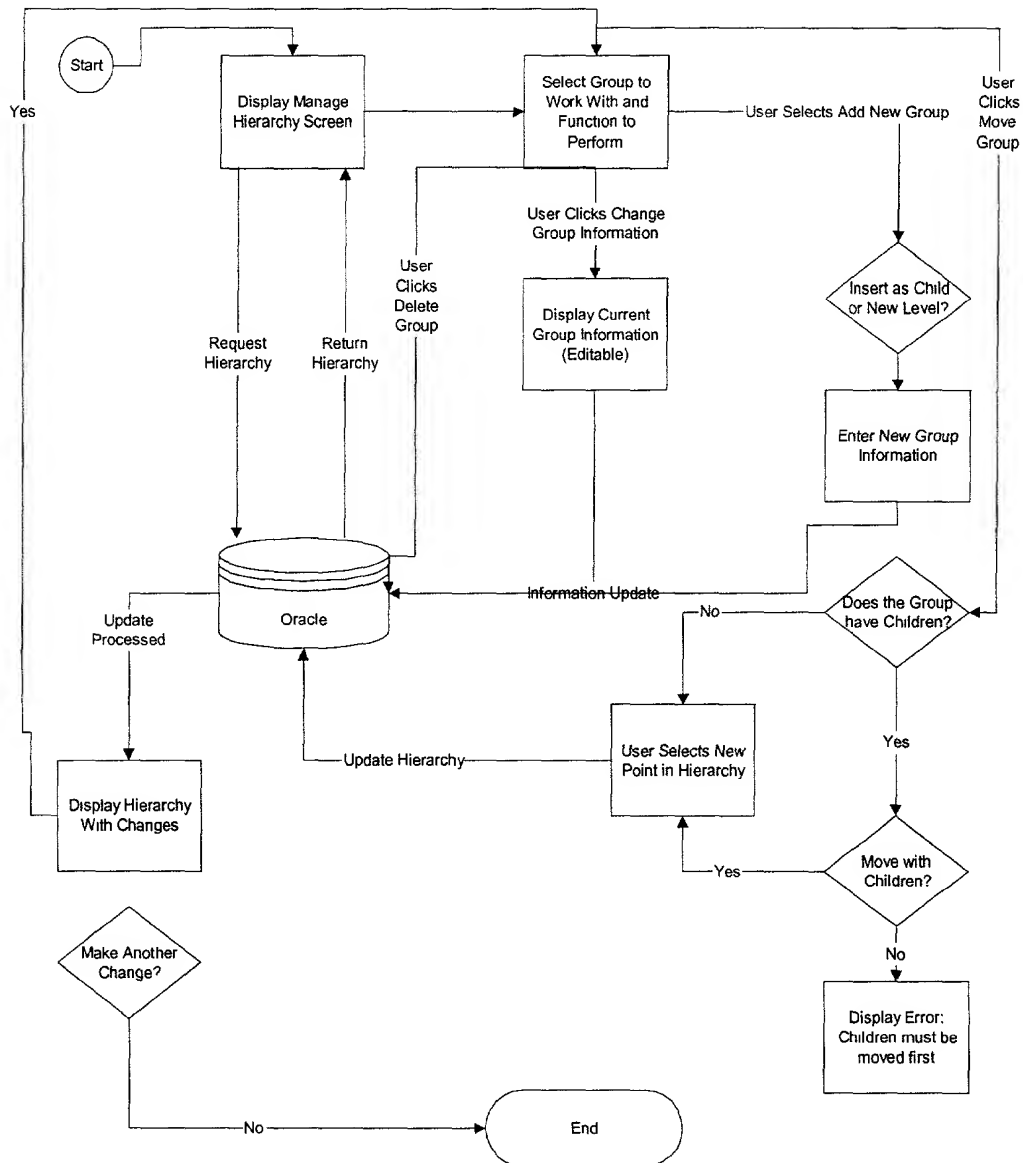 Start
Yes
Display Manage
Hierarchy Screen
Select Group to
Work With and
Function to
Perform
User Selects Add New Group
User
Clicks
Move
Group
User Clicks Change
Group Information
User
Clicks
Delete
Group
Insert as Child
or New Level?
Display Current
Group Information
(Editable)
Request
Hierarchy
Return
Hierarchy
Enter New Group
Information
Information Update
Oracle
Does the Group
have Children?
No
Update
Processed
Yes
User Selects New
Point in Hierarchy
Update Hierarchy
Display Hierarchy
With Changes
Move with
Children?
Yes
No
Make Another
Change?
Display Error:
Children must be
moved first
No
End